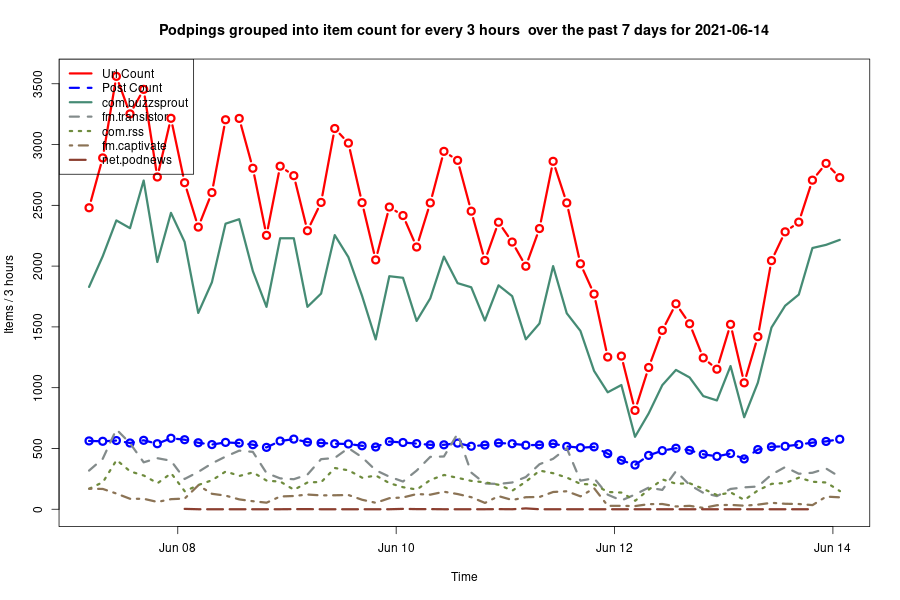 Podpings grouped into item count for every 3 hours over the past 7 days for 2021-06-14
Url Count
Post Count
com.buzzsprout
fm.transistor
com.rss
fm.captivate
net.podnews
3500
3000
2500
2000
1500
1000
500
0
Items / 3 hours
Jun 08
Jun 10
Jun 12
Jun 14
Time